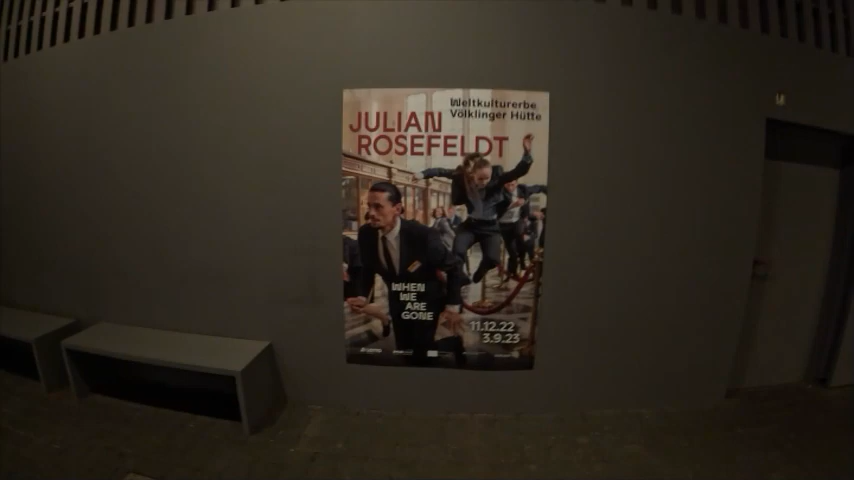 Weltkulturerbe
Völklinger Hütte
JULIAN
ROSEFELDT
WHEN
WE
ARE
GONE
11.12.22
3.9.23